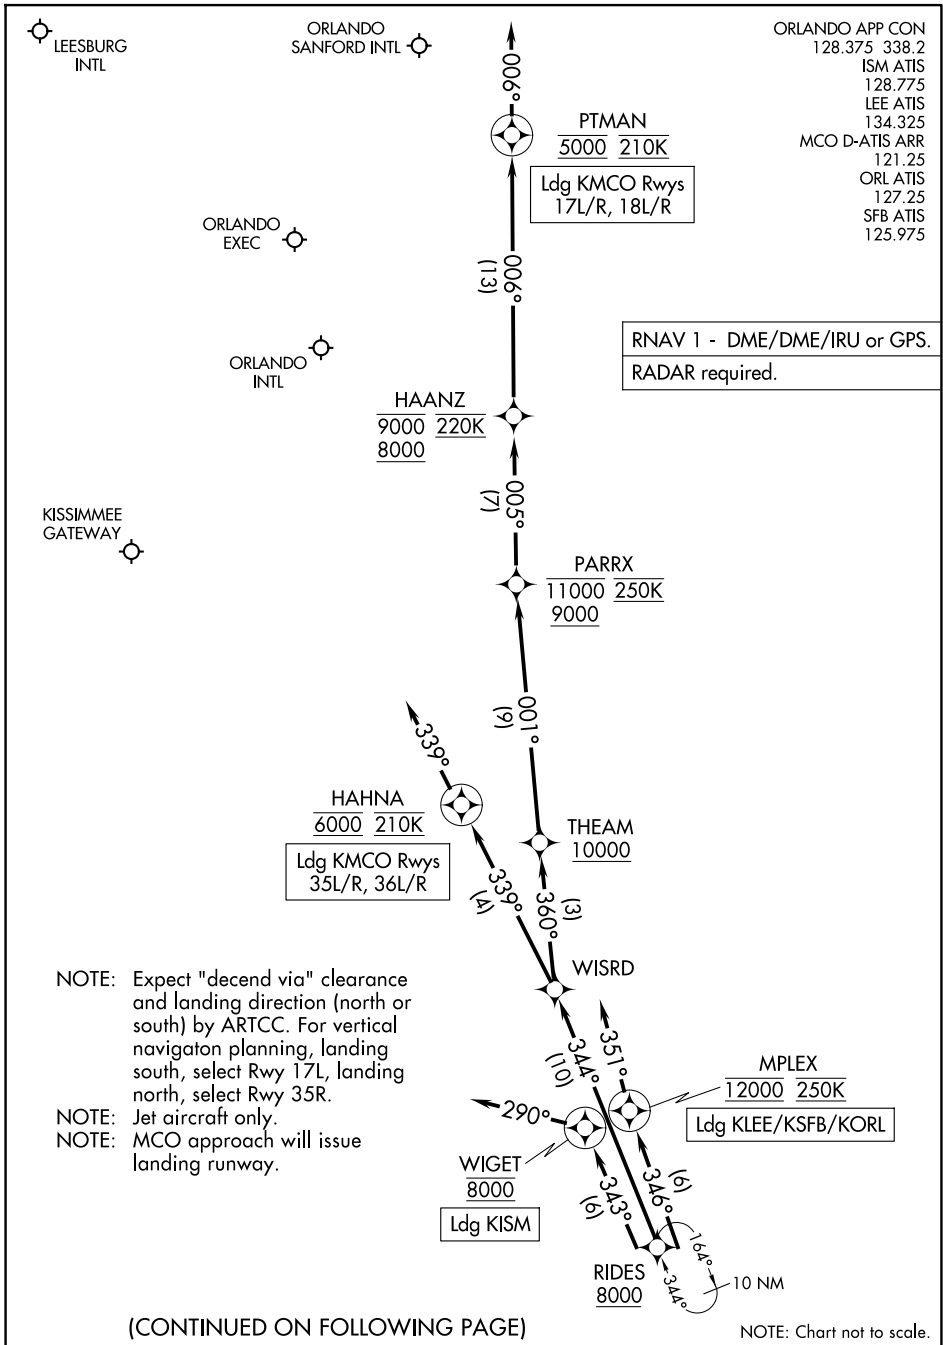 LEESBURG
INTL
ORLANDO
SANFORD INTL
006°
ORLANDO APP CON
128.375 338.2
ISM ATIS
128.775
LEE ATIS
134.325
MCO D-ATIS ARR
121.25
ORL ATIS
127.25
SFB ATIS
125.975
PTMAN
5000 210K
Ldg KMCO Rwys
17L/R, 18L/R
ORLANDO
EXEC
006°
(13)
ORLANDO
INTL
RNAV 1 - DME/DME/IRU or GPS.
RADAR required.
HAANZ
9000 220K
8000
005°
(7)
KISSIMMEE
GATEWAY
PARRX
11000 250K
9000
001°
(9)
339°
HAHNA
6000 210K
Ldg KMCO Rwys
35L/R, 36L/R
THEAM
10000
339°
(4)
360°
(3)
WISRD
NOTE: Expect "decend via" clearance
and landing direction (north or
south) by ARTCC. For vertical
navigaton planning, landing
south, select Rwy 17L, landing
north, select Rwy 35R.
NOTE: Jet aircraft only.
NOTE: MCO approach will issue
landing runway.
344°
(10)
351°
MPLEX
12000 250K
Ldg KLEE/KSFB/KORL
290°
WIGET
8000
Ldg KISM
343°
(6)
346°
(6)
RIDES
8000
164°
344°
10 NM
(CONTINUED ON FOLLOWING PAGE)
NOTE: Chart not to scale.